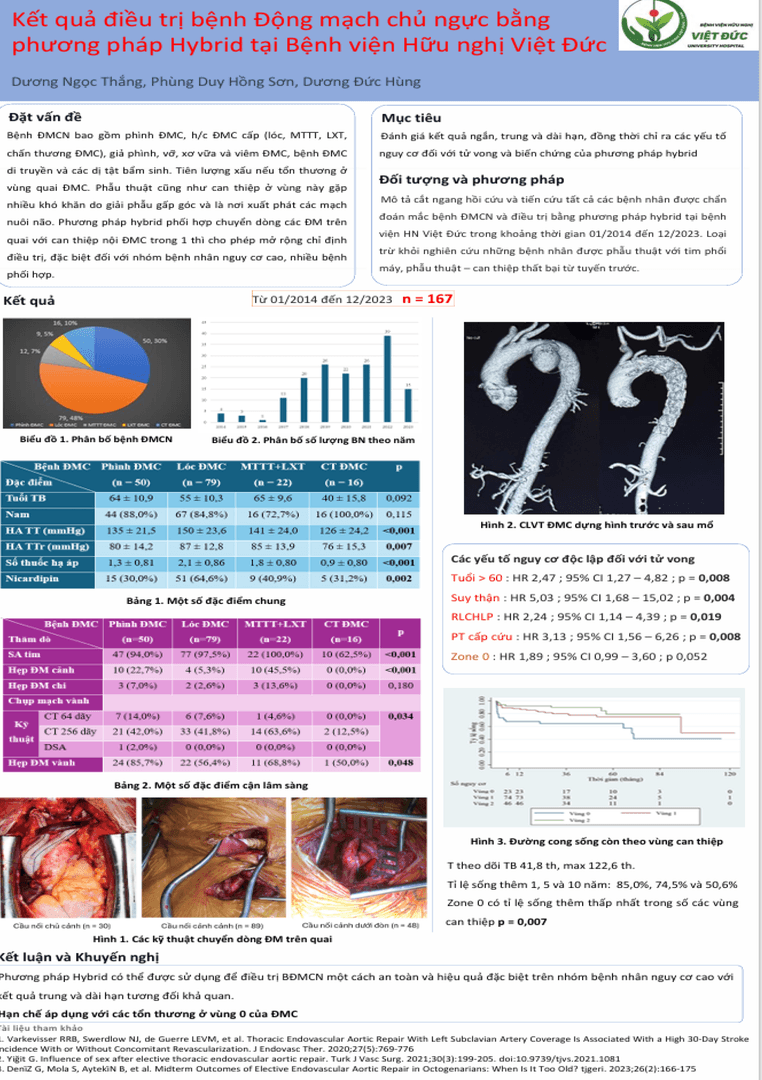 Kết quả điều trị bệnh Động mạch chủ ngực bằng
phương pháp Hybrid tại Bệnh viện Hữu nghị Việt Đức
BỆNH VIỆN HỮU NGHỊ
VIỆT ĐỨC
UNIVERSITY HOSPITAL
Dương Ngọc Thắng, Phùng Duy Hồng Sơn, Dương Đức Hùng
Đặt vấn đề
Bệnh ĐMCN bao gồm phình ĐMC, h/c ĐMC cấp (lóc, MTTT, LXT,
chấn thương ĐMC), giả phình, vỡ, xơ vữa và viêm ĐMC, bệnh ĐMC
di truyền và các dị tật bẩm sinh. Tiên lượng xấu nếu tổn thương ở
vùng quai ĐMC. Phẫu thuật cũng như can thiệp ở vùng này gặp
nhiều khó khăn do giải phẫu gấp góc và là nơi xuất phát các mạch
nuôi não. Phương pháp hybrid phối hợp chuyển dòng các ĐM trên
quai với can thiệp nội ĐMC trong 1 thì cho phép mở rộng chỉ định
điều trị, đặc biệt đối với nhóm bệnh nhân nguy cơ cao, nhiều bệnh
phối hợp.
Mục tiêu
Đánh giá kết quả ngắn, trung và dài hạn, đồng thời chỉ ra các yếu tố
nguy cơ đối với tử vong và biến chứng của phương pháp hybrid
Đối tượng và phương pháp
Mô tả cắt ngang hồi cứu và tiến cứu tất cả các bệnh nhân được chẩn
đoán mắc bệnh ĐMCN và điều trị bằng phương pháp hybrid tại bệnh
viện HN Việt Đức trong khoảng thời gian 01/2014 đến 12/2023. Loại
trừ khỏi nghiên cứu những bệnh nhân được phẫu thuật với tim phổi
máy, phẫu thuật – can thiệp thất bại từ tuyến trước.
Kết quả
Từ 01/2014 đến 12/2023 n = 167
16, 10%
9, 5%
12, 7%
50, 30%
79, 48%
Phình ĐMC Lóc ĐMC MTTT ĐMC LXT ĐMC CT ĐMC
Biểu đồ 1. Phân bố bệnh ĐMCN
Biểu đồ 2. Phân bố số lượng BN theo năm
Bệnh ĐMC Phình ĐMC Lóc ĐMC MTTT+LXT CT ĐMC p
Đặc điểm (n – 50) (n – 79) (n – 22) (n – 16)
Tuổi TB 64 ± 10,9 55 ± 10,3 65 ± 9,6 40 ± 15,8 0,092
Nam 44 (88,0%) 67 (84,8%) 16 (72,7%) 16 (100,0%) 0,115
HA TT (mmHg) 135 ± 21,5 150 ± 23,6 141 ± 24,0 126 ± 24,2 <0,001
HA TTr (mmHg) 80 ± 14,2 87 ± 12,8 85 ± 13,9 76 ± 15,3 0,007
Số thuốc hạ áp 1,3 ± 0,81 2,1 ± 0,86 1,8 ± 0,80 0,9 ± 0,80 <0,001
Nicardipin 15 (30,0%) 51 (64,6%) 9 (40,9%) 5 (31,2%) 0,002
Bảng 1. Một số đặc điểm chung
Bệnh ĐMC Phình ĐMC Lóc ĐMC MTTT+LXT CT ĐMC p
Thăm dò (n=50) (n=79) (n=22) (n=16)
SA tim 47 (94,0%) 77 (97,5%) 22 (100,0%) 10 (62,5%) <0,001
Hẹp ĐM cảnh 10 (22,7%) 4 (5,3%) 10 (45,5%) 0 (0,0%) <0,001
Hẹp ĐM chi 3 (7,0%) 2 (2,6%) 3 (13,6%) 0 (0,0%) 0,180
Chụp mạch vành
Kỹ thuật CT 64 dãy 7 (14,0%) 6 (7,6%) 1 (4,6%) 0 (0,0%) 0,034
CT 256 dãy 21 (42,0%) 33 (41,8%) 14 (63,6%) 2 (12,5%)
DSA 1 (2,0%) 0 (0,0%) 0 (0,0%) 0 (0,0%)
Hẹp ĐM vành 24 (85,7%) 22 (56,4%) 11 (68,8%) 1 (50,0%) 0,048
Bảng 2. Một số đặc điểm cận lâm sàng
Cầu nối chủ cảnh (n = 30)
Cầu nối cảnh cảnh (n = 89)
Cầu nối cảnh dưới đòn (n = 48)
Hình 1. Các kỹ thuật chuyển dòng ĐM trên quai
Hình 2. CLVT ĐMC dựng hình trước và sau mổ
Các yếu tố nguy cơ độc lập đối với tử vong
Tuổi > 60 : HR 2,47 ; 95% CI 1,27 – 4,82 ; p = 0,008
Suy thận : HR 5,03 ; 95% CI 1,68 – 15,02 ; p = 0,004
RLCHLP : HR 2,24 ; 95% CI 1,14 – 4,39 ; p = 0,019
PT cấp cứu : HR 3,13 ; 95% CI 1,56 – 6,26 ; p = 0,008
Zone 0 : HR 1,89 ; 95% CI 0,99 – 3,60 ; p 0,052
0.00 0.20 0.40 0.60 0.80 1.00
6 12 36 60 84 120
Thời gian (tháng)
Số nguy cơ
Vùng 0 23 23 17 10 3 0
Vùng 1 74 73 38 24 5 1
Vùng 2 46 46 34 11 1 0
Vùng 0 Vùng 1
Vùng 2
Hình 3. Đường cong sống còn theo vùng can thiệp
T theo dõi TB 41,8 th, max 122,6 th.
Tỉ lệ sống thêm 1, 5 và 10 năm: 85,0%, 74,5% và 50,6%
Zone 0 có tỉ lệ sống thêm thấp nhất trong số các vùng
can thiệp p = 0,007
Kết luận và Khuyến nghị
Phương pháp Hybrid có thể được sử dụng để điều trị BĐMCN một cách an toàn và hiệu quả đặc biệt trên nhóm bệnh nhân nguy cơ cao với
kết quả trung và dài hạn tương đối khả quan.
Hạn chế áp dụng với các tổn thương ở vùng 0 của ĐMC
Tài liệu tham khảo
1. Varkevisser RRB, Swerdlow NJ, de Guerre LEVM, et al. Thoracic Endovascular Aortic Repair With Left Subclavian Artery Coverage Is Associated With a High 30-Day Stroke
Incidence With or Without Concomitant Revascularization. J Endovasc Ther. 2020;27(5):769-776
2. Yiğit G. Influence of sex after elective thoracic endovascular aortic repair. Turk J Vasc Surg. 2021;30(3):199-205. doi:10.9739/tjvs.2021.1081
3. DenïZ G, Mola S, AytekïN B, et al. Midterm Outcomes of Elective Endovascular Aortic Repair in Octogenarians: When Is It Too Old? tjgeri. 2023;26(2):166-175